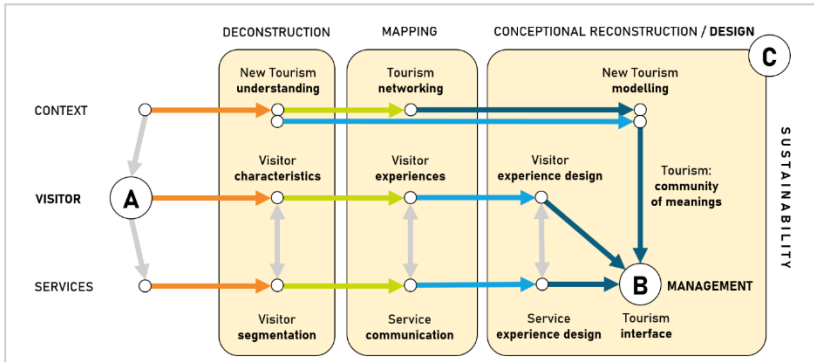 DECONSTRUCTION
MAPPING
CONCEPTIONAL RECONSTRUCTION / DESIGN
C
New Tourism
understanding
Tourism
networking
New Tourism
modelling
CONTEXT
Visitor
characteristics
Visitor
experiences
Visitor
experience design
Tourism:
community
of meanings
VISITOR
A
SERVICES
B
MANAGEMENT
Visitor
segmentation
Service
communication
Service
experience design
Tourism
interface
SUSTAINABILITY